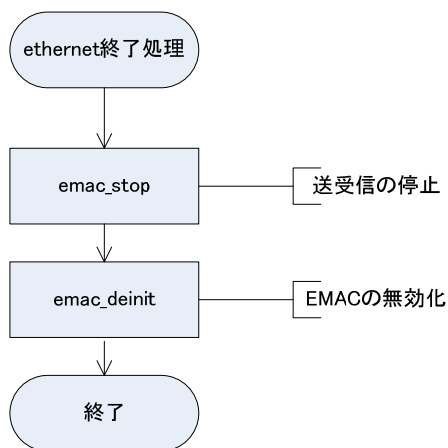 ethernet終了処理
emac_stop
送受信の停止
emac_deinit
EMACの無効化
終了